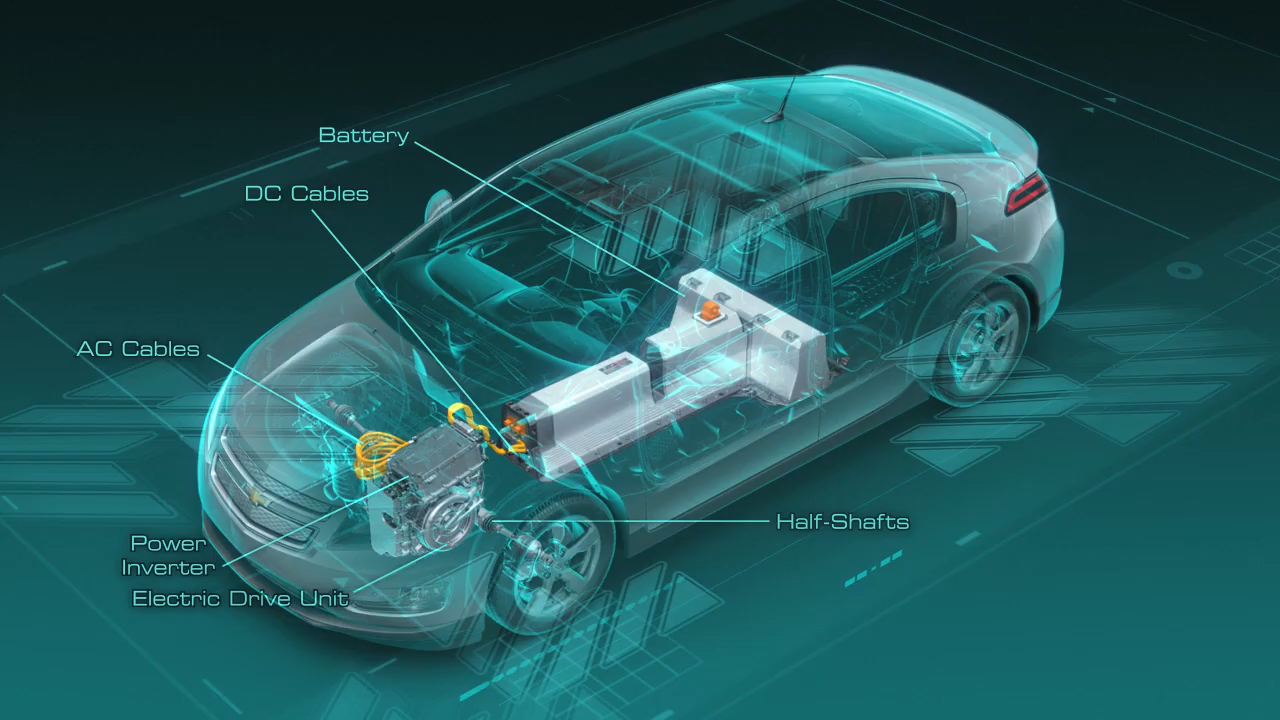 Battery
DC Cables
AC Cables
Half-Shafts
Power
Inverter
Electric Drive Unit